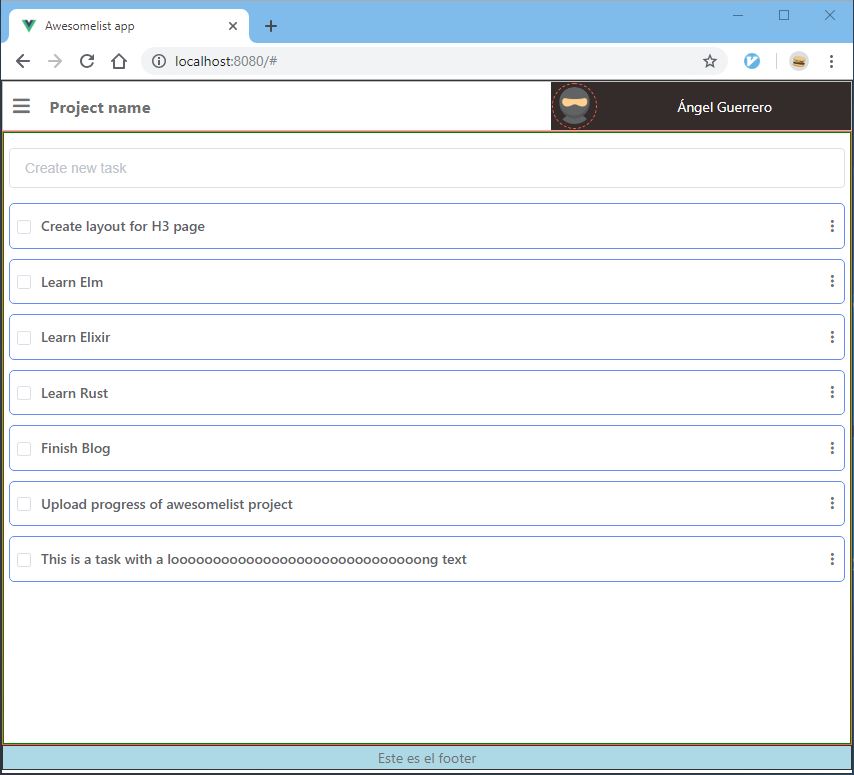 Awesomelist app
localhost:8080/#
Project name
Ángel Guerrero
Create new task
Create layout for H3 page
Learn Elm
Learn Elixir
Learn Rust
Finish Blog
Upload progress of awesomelist project
This is a task with a looooooooooooooooooooooooooooooong text
Este es el footer